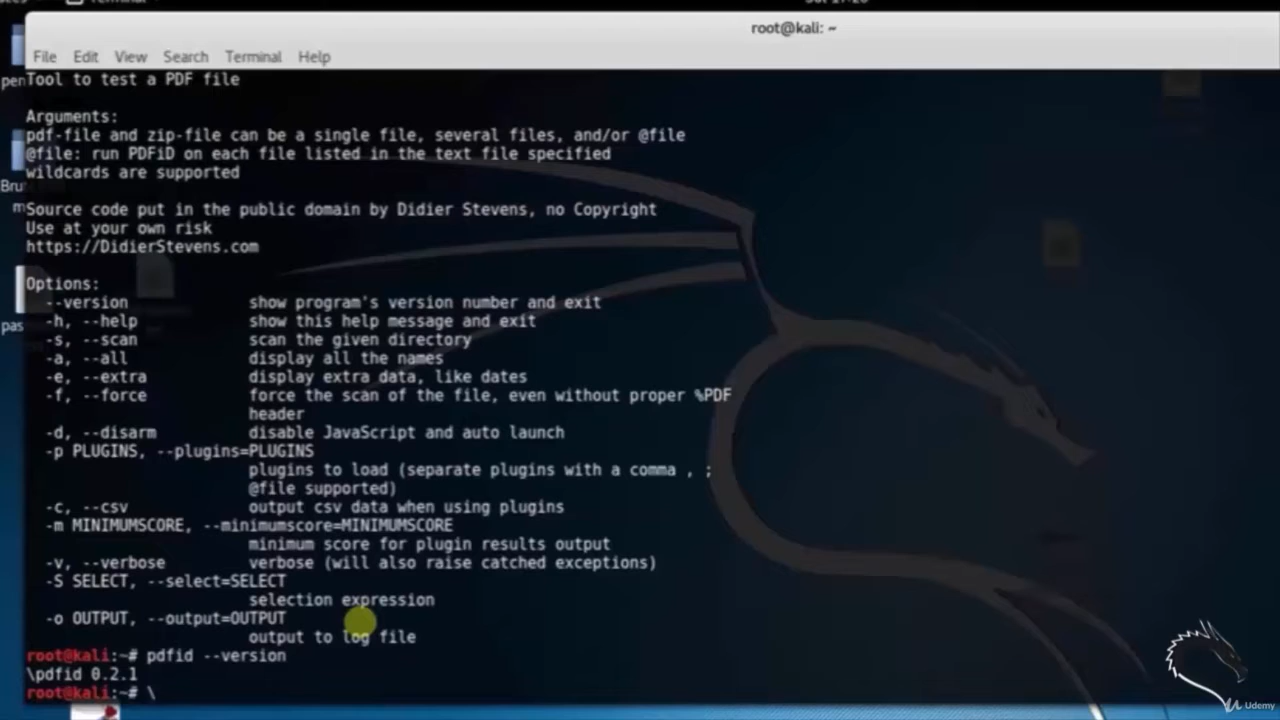 root@kali: ~
File Edit View Search Terminal Help
Tool to test a PDF file
Arguments:
pdf-file and zip-file can be a single file, several files, and/or @file
@file: run PDFiD on each file listed in the text file specified
wildcards are supported
Source code put in the public domain by Didier Stevens, no Copyright
Use at your own risk
https://DidierStevens.com
Options:
--version show program's version number and exit
-h, --help show this help message and exit
-s, --scan scan the given directory
-a, --all display all the names
-e, --extra display extra data, like dates
-f, --force force the scan of the file, even without proper %PDF
header
-d, --disarm disable JavaScript and auto launch
-p PLUGINS, --plugins=PLUGINS
plugins to load (separate plugins with a comma , ;
@file supported)
-c, --csv output csv data when using plugins
-m MINIMUMSCORE, --minimumscore=MINIMUMSCORE
minimum score for plugin results output
-v, --verbose verbose (will also raise catched exceptions)
-S SELECT, --select=SELECT
selection expression
-o OUTPUT, --output=OUTPUT
output to log file
root@kali:~# pdfid --version
\pdfid 0.2.1
root@kali:~# \
Udemy